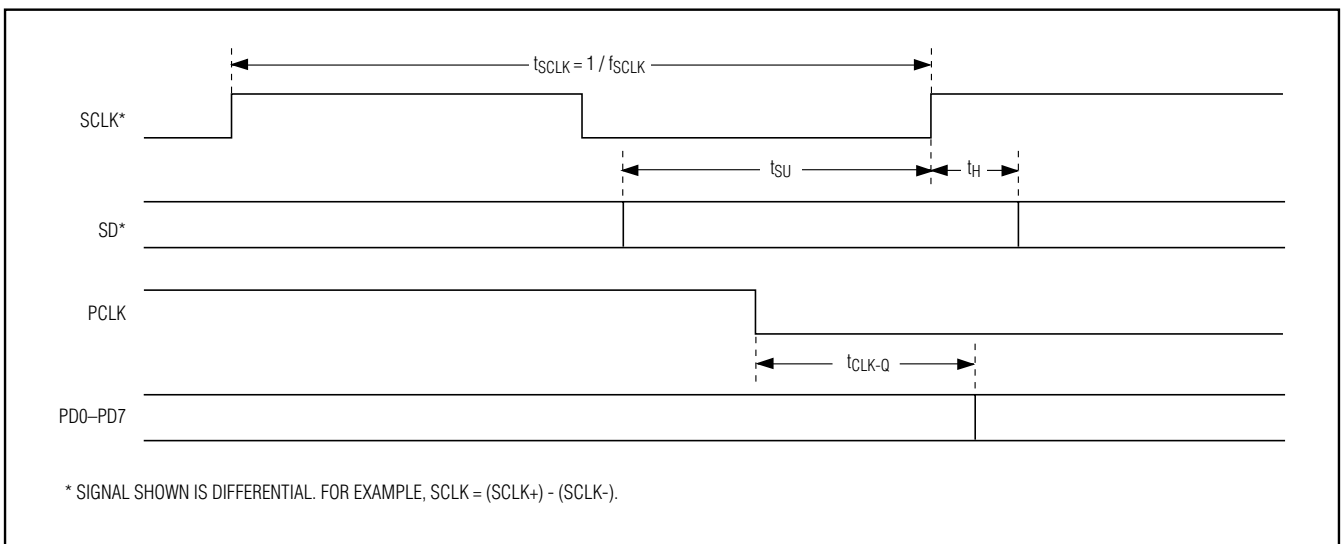 tSCLK = 1 / fSCLK
SCLK*
tSU
tH
SD*
PCLK
tCLK-Q
PD0–PD7
* SIGNAL SHOWN IS DIFFERENTIAL. FOR EXAMPLE, SCLK = (SCLK+) - (SCLK-).